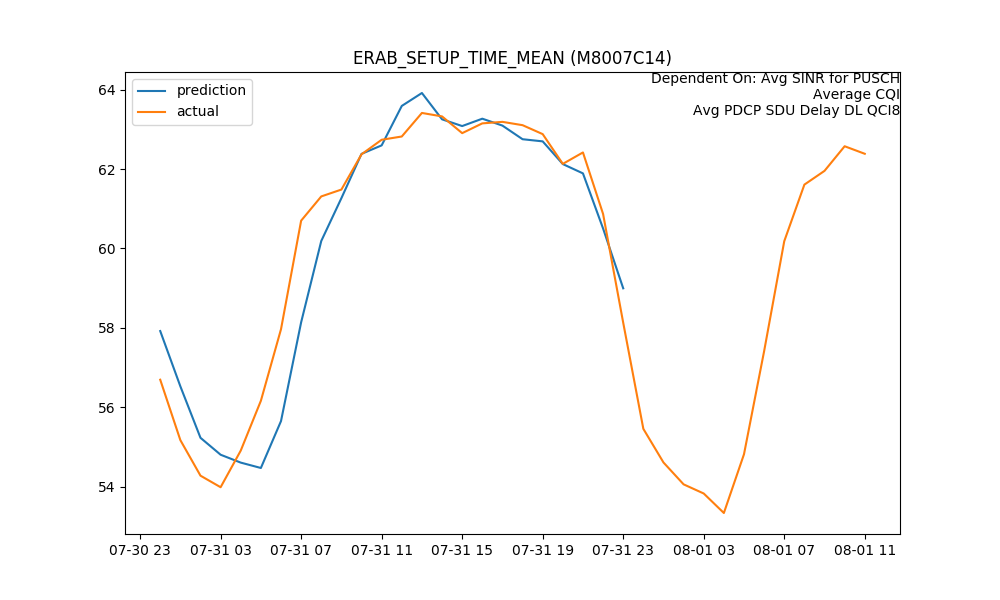 ERAB_SETUP_TIME_MEAN (M8007C14)
prediction
actual
Dependent On: Avg SINR for PUSCH
Average CQI
Avg PDCP SDU Delay DL QCI8
64
62
60
58
56
54
07-30 23
07-31 03
07-31 07
07-31 11
07-31 15
07-31 19
07-31 23
08-01 03
08-01 07
08-01 11